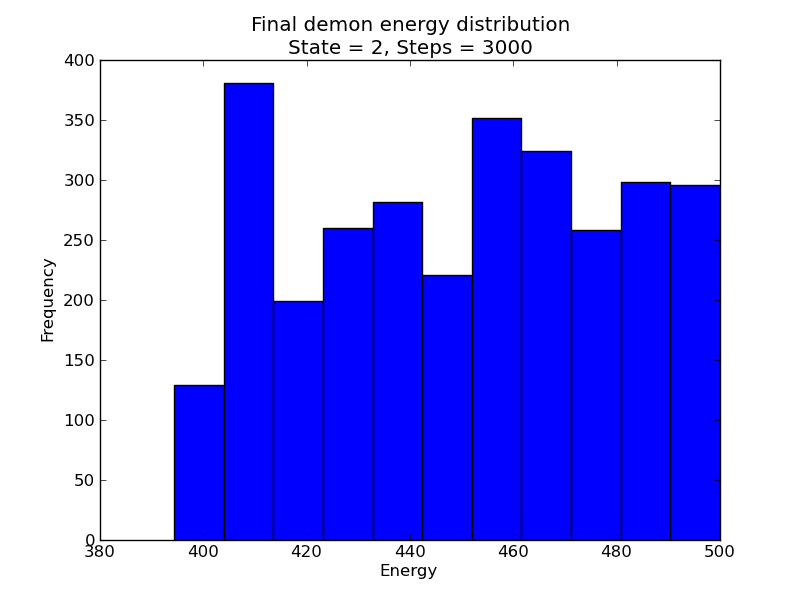 Final demon energy distribution
State = 2, Steps = 3000
400
350
300
250
200
150
100
50
0
Frequency
380 400 420 440 460 480 500
Energy